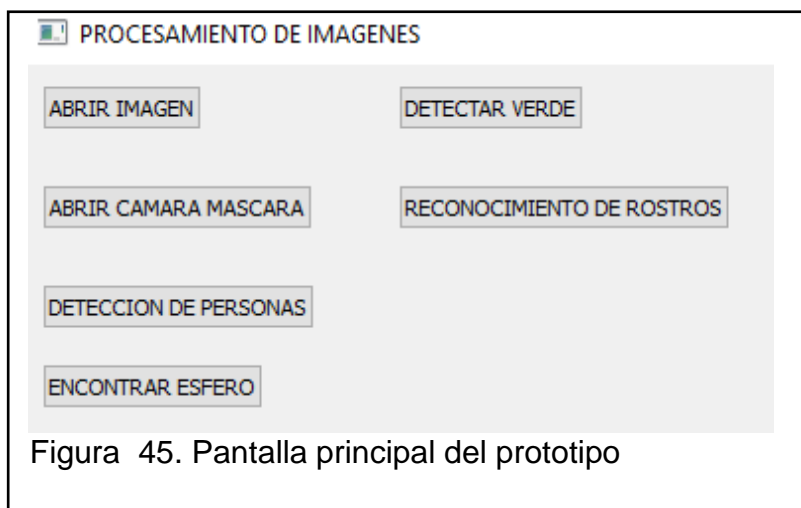 PROCESAMIENTO DE IMAGENES
ABRIR IMAGEN
DETECTAR VERDE
ABRIR CAMARA MASCARA
RECONOCIMIENTO DE ROSTROS
DETECCION DE PERSONAS
ENCONTRAR ESFERO
Figura  45. Pantalla principal del prototipo